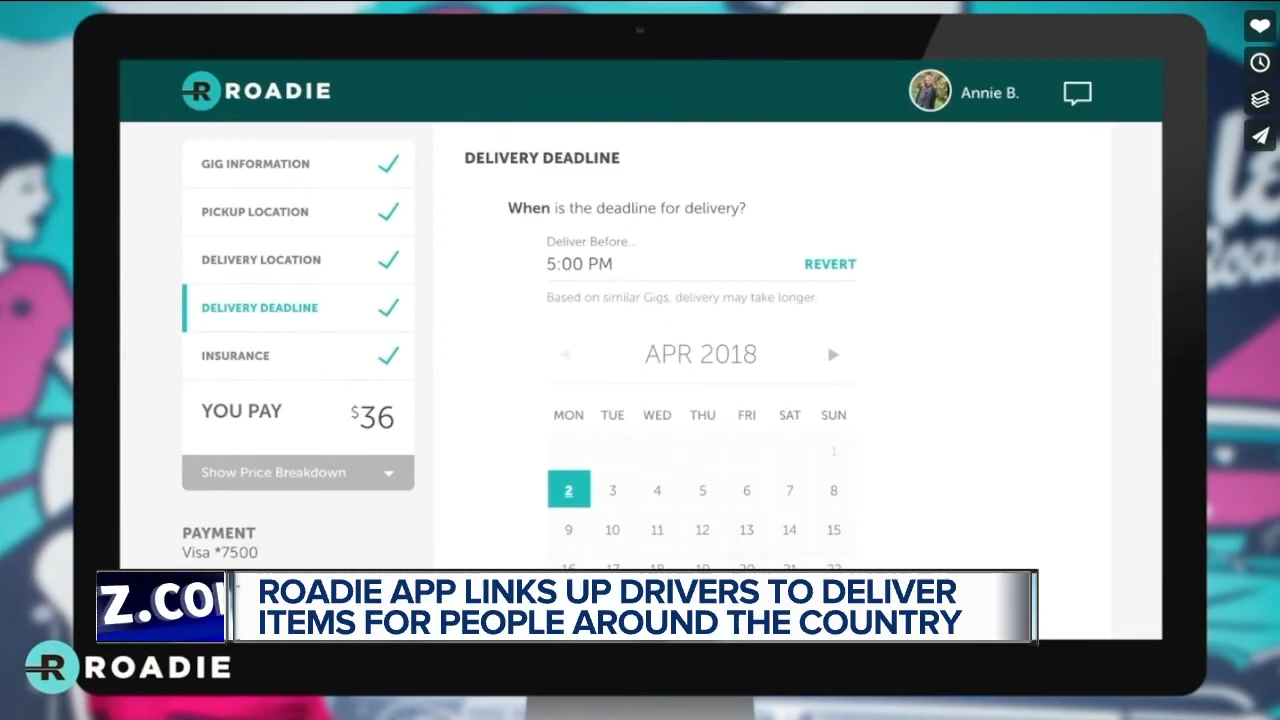 ROADIE
Annie B.
GIG INFORMATION
PICKUP LOCATION
DELIVERY LOCATION
DELIVERY DEADLINE
INSURANCE
YOU PAY $36
Show Price Breakdown
PAYMENT
Visa *7500
DELIVERY DEADLINE
When is the deadline for delivery?
Deliver Before...
5:00 PM REVERT
Based on similar Gigs, delivery may take longer.
APR 2018
MON TUE WED THU FRI SAT SUN
1
2 3 4 5 6 7 8
9 10 11 12 13 14 15
Z.CO
ROADIE APP LINKS UP DRIVERS TO DELIVER
ITEMS FOR PEOPLE AROUND THE COUNTRY
R ROADIE